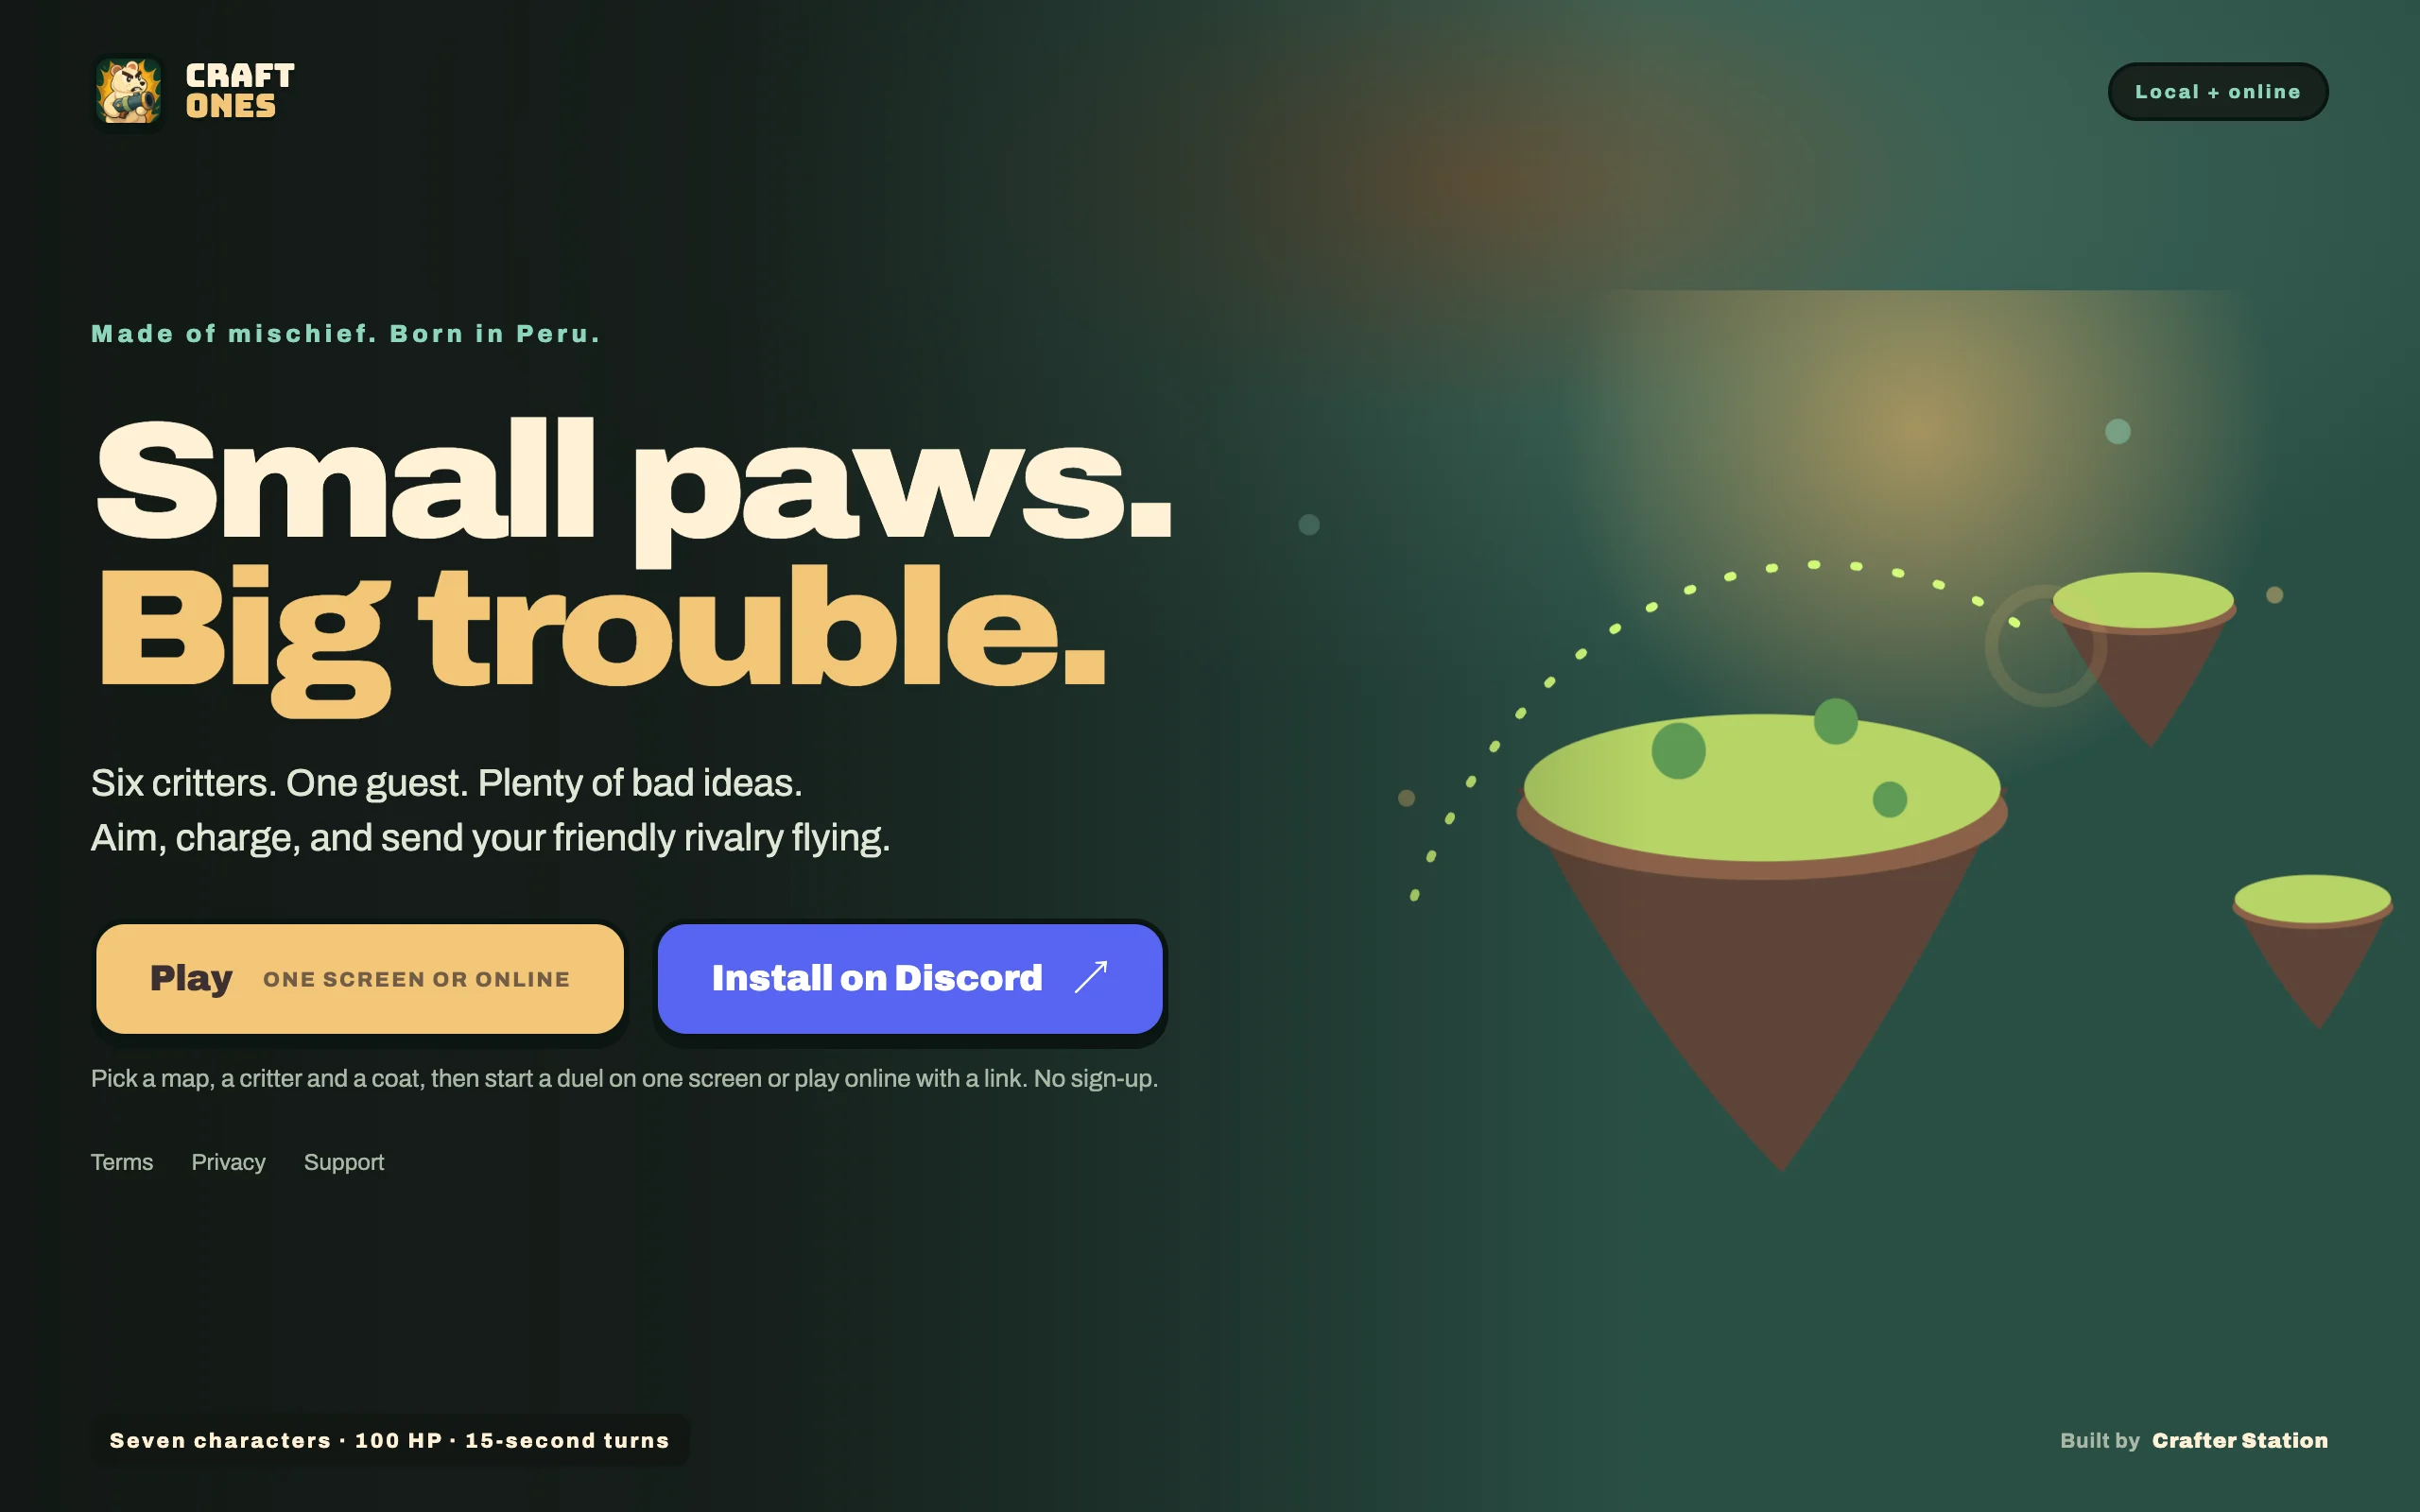 CRAFT
ONES
Local + online
Made of mischief. Born in Peru.
Small paws.
Big trouble.
Six critters. One guest. Plenty of bad ideas.
Aim, charge, and send your friendly rivalry flying.
Play ONE SCREEN OR ONLINE
Install on Discord
Pick a map, a critter and a coat, then start a duel on one screen or play online with a link. No sign-up.
Terms Privacy Support
Seven characters · 100 HP · 15-second turns
Built by Crafter Station